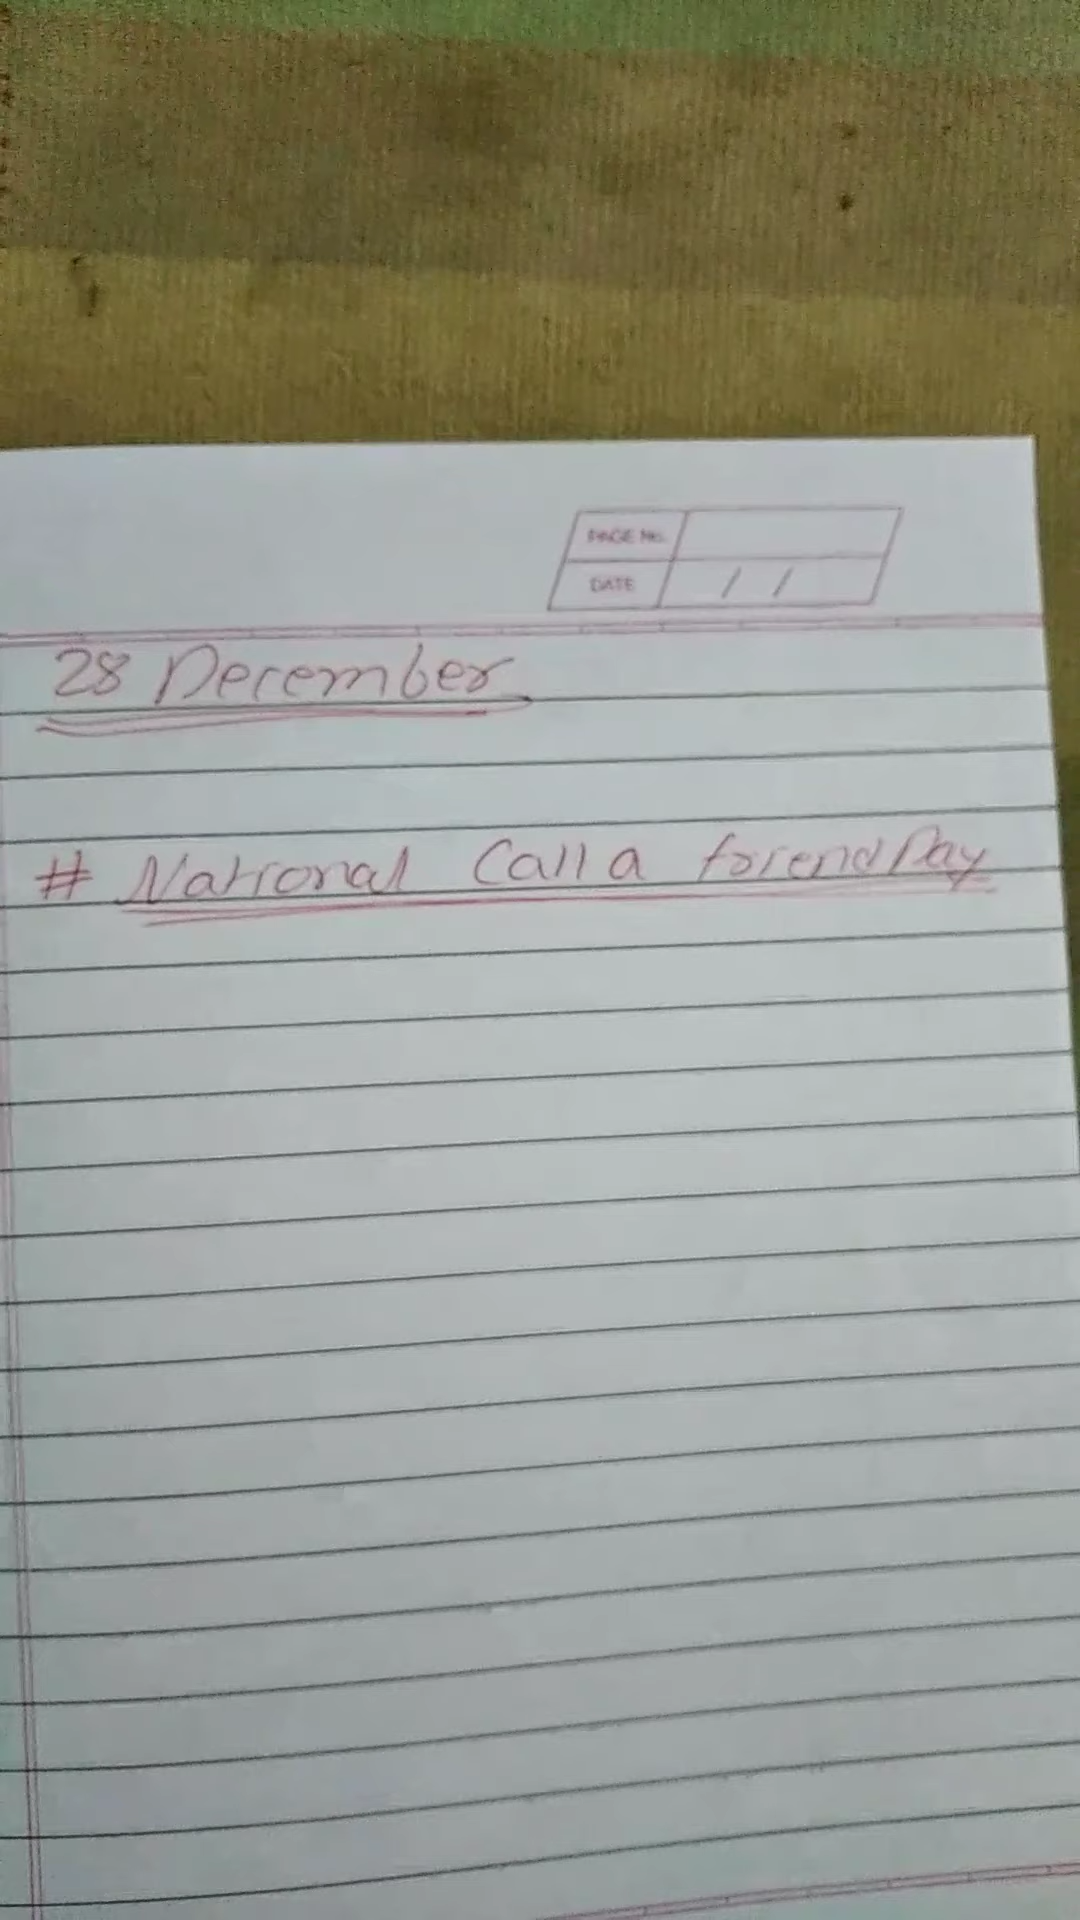 PAGE No.
DATE / /
28 December
# National Call a friend Day